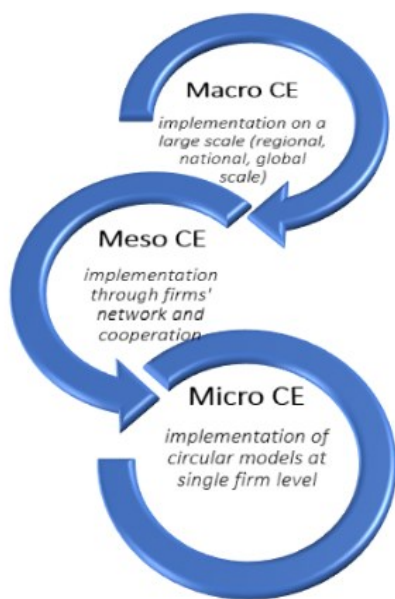 Macro CE
implementation on a
large scale (regional,
national, global
scale)
Meso CE
implementation
through firms'
network and
cooperation
Micro CE
implementation of
circular models at
single firm level